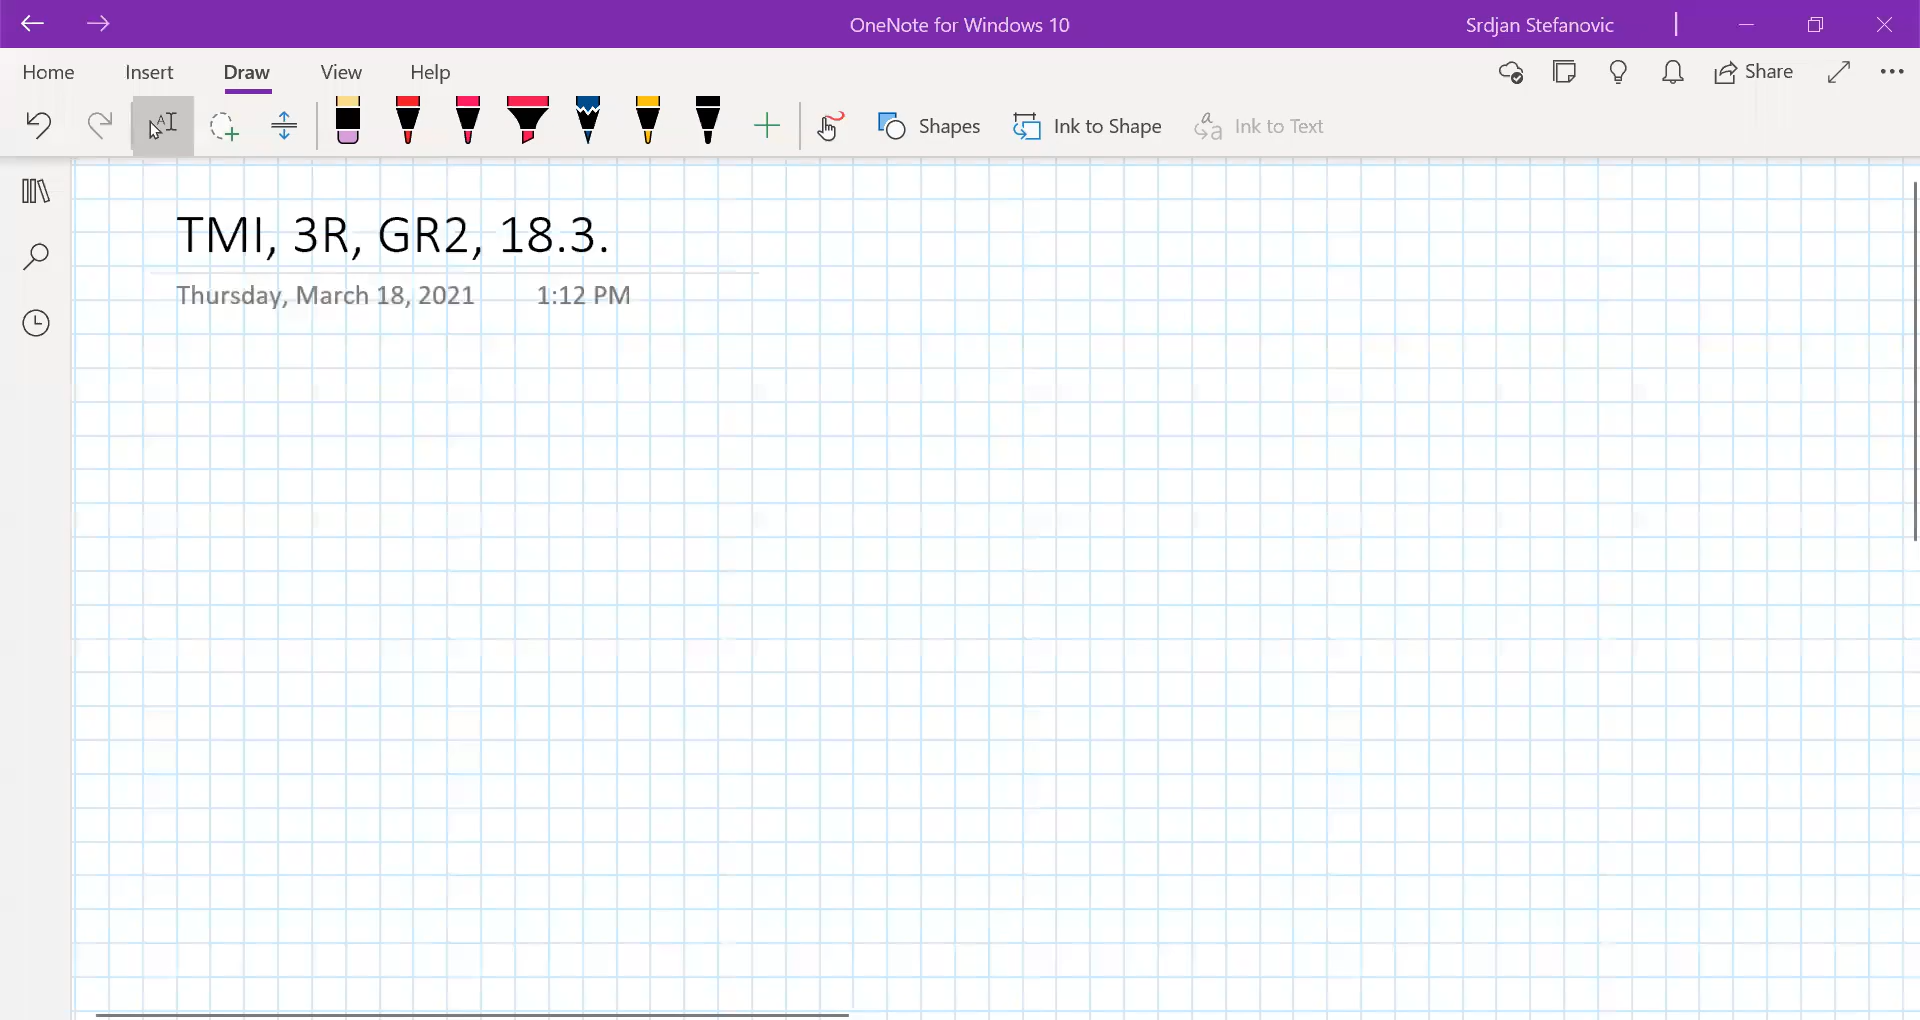 OneNote for Windows 10
Srdjan Stefanovic
Home Insert Draw View Help
Share
Shapes
Ink to Shape
Ink to Text
TMI, 3R, GR2, 18.3.
Thursday, March 18, 2021 1:12 PM